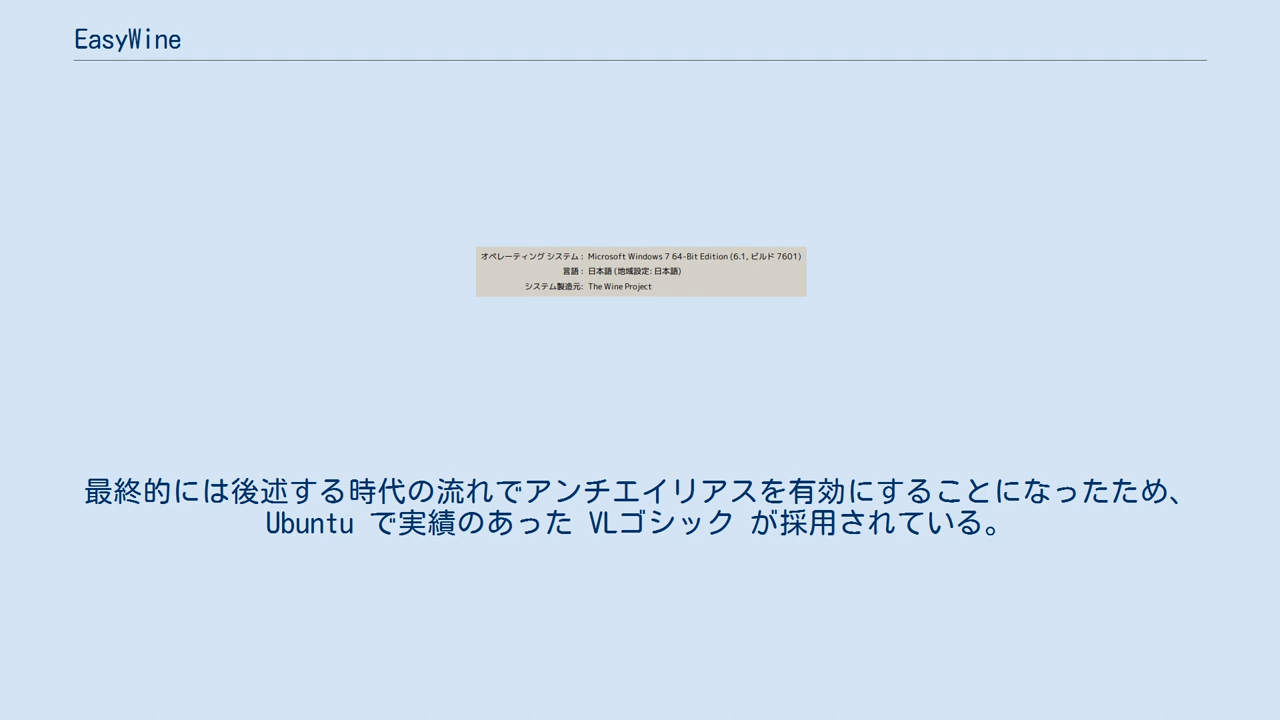 EasyWine
オペレーティング システム : Microsoft Windows 7 64-Bit Edition (6.1, ビルド 7601)
言語 : 日本語 (地域設定: 日本語)
システム製造元: The Wine Project
最終的には後述する時代の流れでアンチエイリアスを有効にすることになったため、
Ubuntu で実績のあった VLゴシック が採用されている。